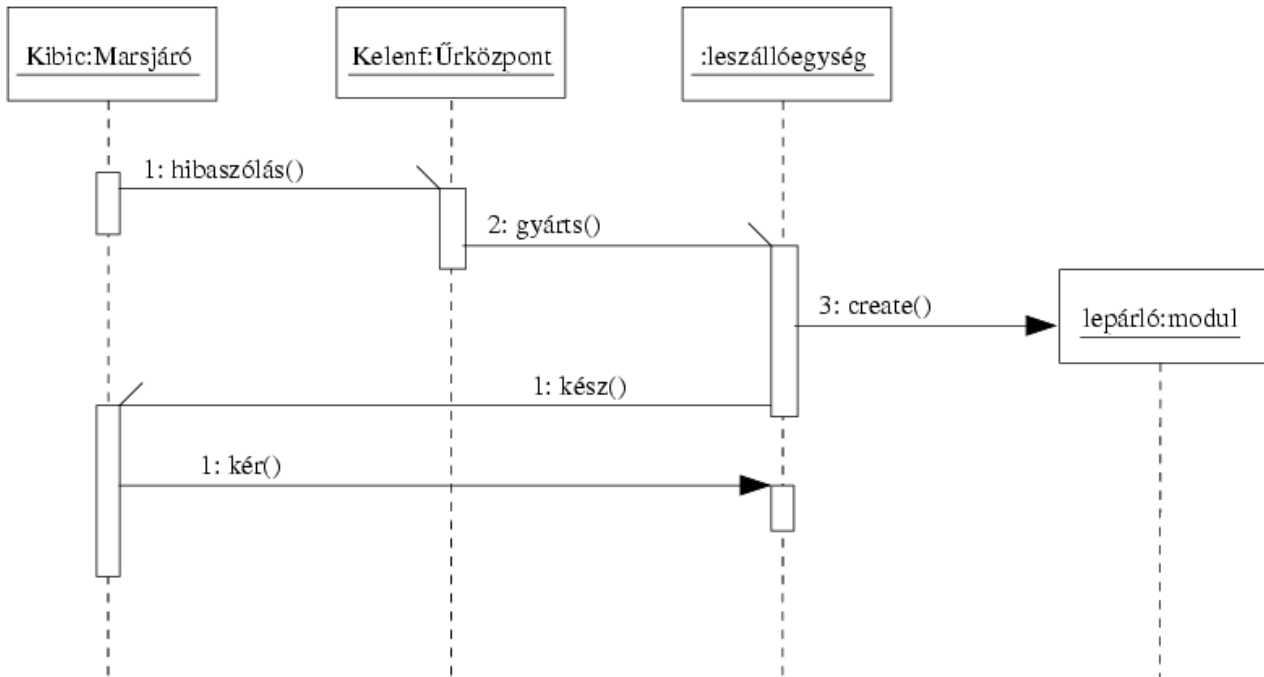 Kibic:Marsjáró
Kelenf:Űrközpont
:leszállóegység
1: hibaszólás()
2: gyárts()
3: create()
lepárló:modul
1: kész()
1: kér()